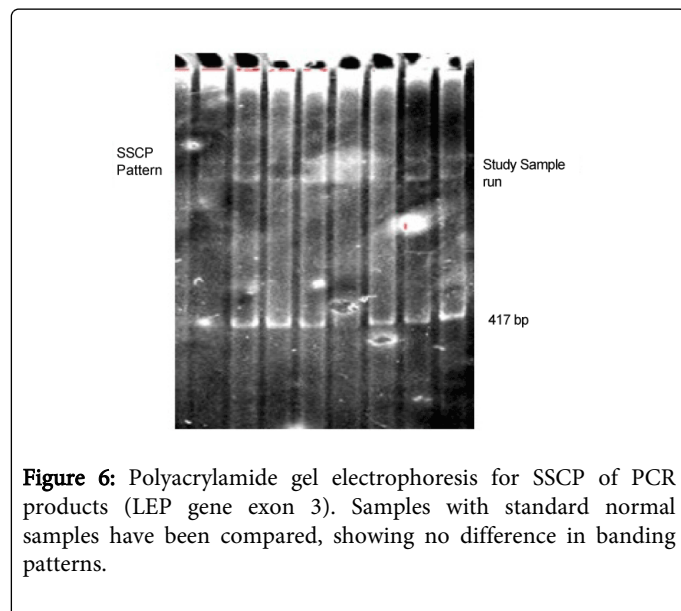 SSCP
Pattern
Study Sample
run
417 bp
Figure 6: Polyacrylamide gel electrophoresis for SSCP of PCR
products (LEP gene exon 3). Samples with standard normal
samples have been compared, showing no difference in banding
patterns.